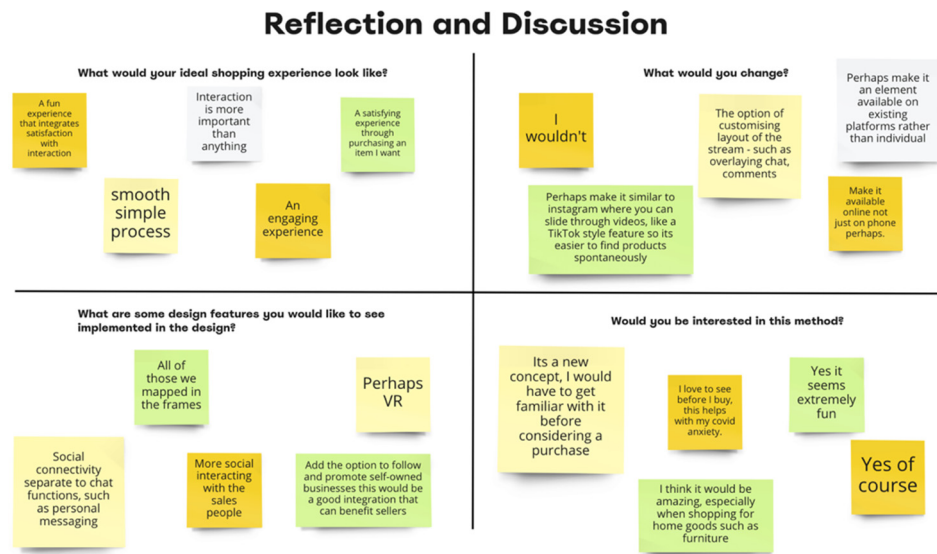 Reflection and Discussion
What would your ideal shopping experience look like?
A fun
experience
that integrates
satisfaction
with
interaction
Interaction
is more
important
than
anything
A satisfying
experience
through
purchasing an
item I want
smooth
simple
process
An
engaging
experience
What would you change?
I
wouldn't
The option of
customising
layout of the
stream - such as
overlaying chat,
comments
Perhaps make it
an element
available on
existing
platforms rather
than individual
Perhaps make it similar to
instagram where you can
slide through videos, like a
TikTok style feature so its
easier to find products
spontaneously
Make it
available
online not
just on phone
perhaps.
What are some design features you would like to see
implemented in the design?
All of
those we
mapped in
the frames
Perhaps
VR
Social
connectivity
separate to chat
functions, such
as personal
messaging
More social
interacting
with the
sales
people
Add the option to follow
and promote self-owned
businesses this would be
a good integration that
can benefit sellers
Would you be interested in this method?
Its a new
concept, I would
have to get
familiar with it
before
considering a
purchase
I love to see
before I buy,
this helps
with my covid
anxiety.
Yes it
seems
extremely
fun
I think it would be
amazing, especially
when shopping for
home goods such as
furniture
Yes of
course